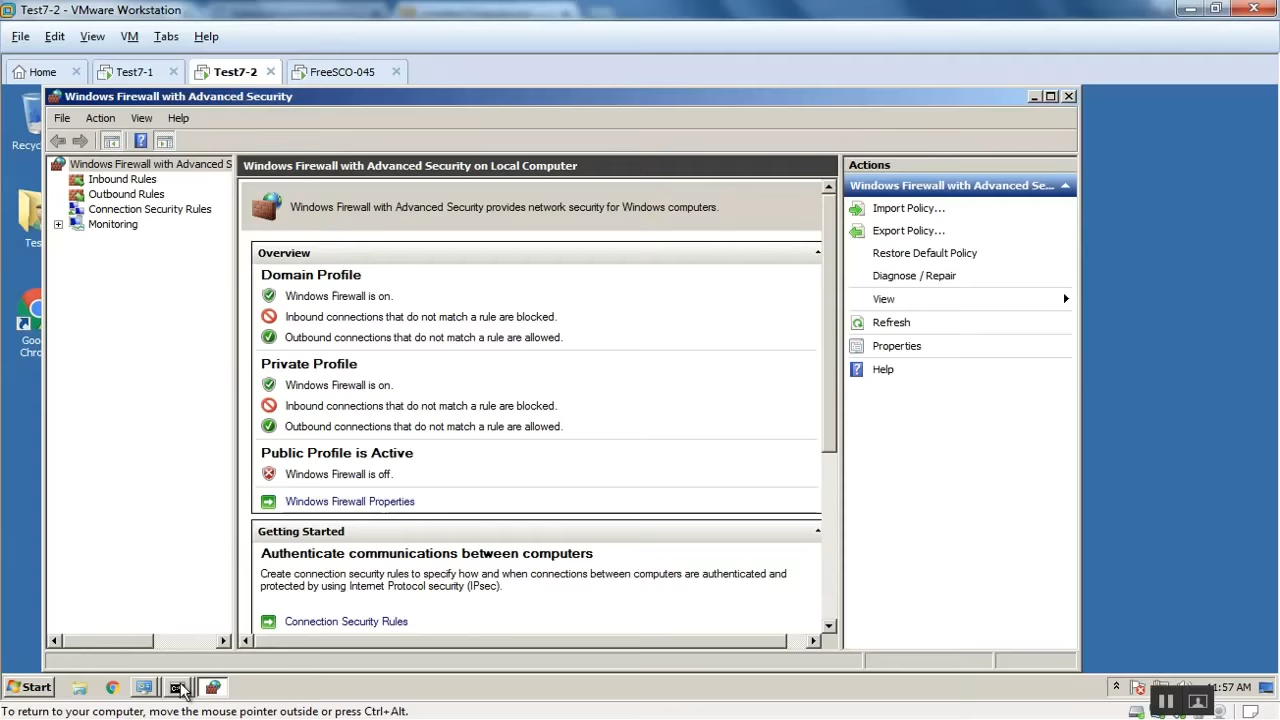 Test7-2 - VMware Workstation
File Edit View VM Tabs Help
Home Test7-1 Test7-2 FreeSCO-045
Windows Firewall with Advanced Security
File Action View Help
Windows Firewall with Advanced S
Inbound Rules
Outbound Rules
Connection Security Rules
Monitoring
Windows Firewall with Advanced Security on Local Computer
Windows Firewall with Advanced Security provides network security for Windows computers.
Overview
Domain Profile
Windows Firewall is on.
Inbound connections that do not match a rule are blocked.
Outbound connections that do not match a rule are allowed.
Private Profile
Windows Firewall is on.
Inbound connections that do not match a rule are blocked.
Outbound connections that do not match a rule are allowed.
Public Profile is Active
Windows Firewall is off.
Windows Firewall Properties
Getting Started
Authenticate communications between computers
Create connection security rules to specify how and when connections between computers are authenticated and
protected by using Internet Protocol security (IPsec).
Connection Security Rules
Actions
Windows Firewall with Advanced Se...
Import Policy...
Export Policy...
Restore Default Policy
Diagnose / Repair
View
Refresh
Properties
Help
Recyc
Tes
Goo
Chro
Start
11:57 AM
To return to your computer, move the mouse pointer outside or press Ctrl+Alt.